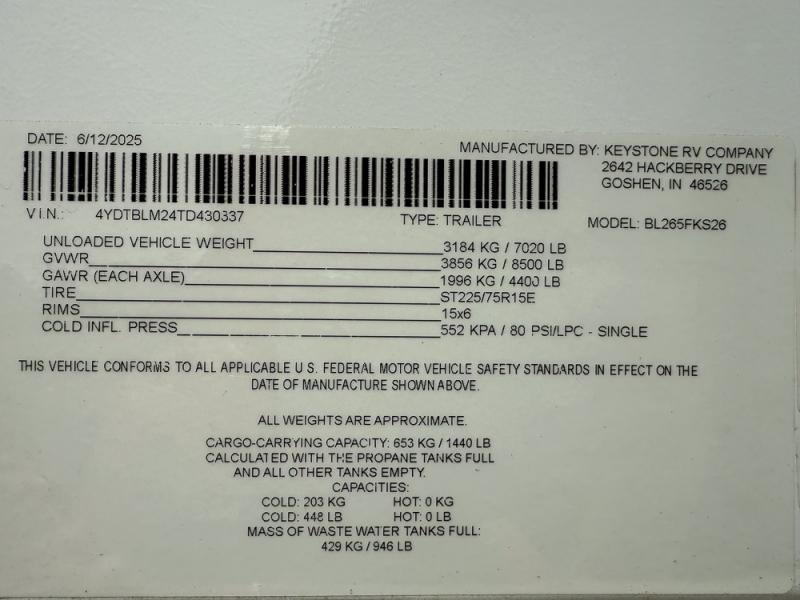 DATE: 6/12/2025
MANUFACTURED BY: KEYSTONE RV COMPANY
2642 HACKBERRY DRIVE
GOSHEN, IN 46526
V I N.: 4YDTBLM24TD430337 TYPE: TRAILER MODEL: BL265FKS26
UNLOADED VEHICLE WEIGHT 3184 KG / 7020 LB
GVWR 3856 KG / 8500 LB
GAWR (EACH AXLE) 1996 KG / 4400 LB
TIRE ST225/75R15E
RIMS 15x6
COLD INFL. PRESS 552 KPA / 80 PSI/LPC - SINGLE
THIS VEHICLE CONFORMS TO ALL APPLICABLE U S. FEDERAL MOTOR VEHICLE SAFETY STANDARDS IN EFFECT ON THE
DATE OF MANUFACTURE SHOWN ABOVE.
ALL WEIGHTS ARE APPROXIMATE.
CARGO-CARRYING CAPACITY: 653 KG / 1440 LB
CALCULATED WITH THE PROPANE TANKS FULL
AND ALL OTHER TANKS EMPTY.
CAPACITIES:
COLD: 203 KG HOT: 0 KG
COLD: 448 LB HOT: 0 LB
MASS OF WASTE WATER TANKS FULL:
429 KG / 946 LB